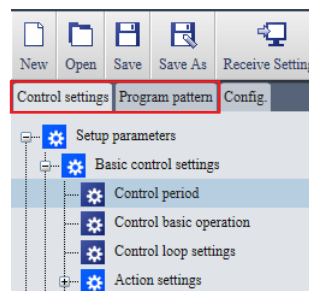 New Open Save Save As Receive Setting
Control settings Program pattern Config.
Setup parameters
Basic control settings
Control period
Control basic operation
Control loop settings
Action settings